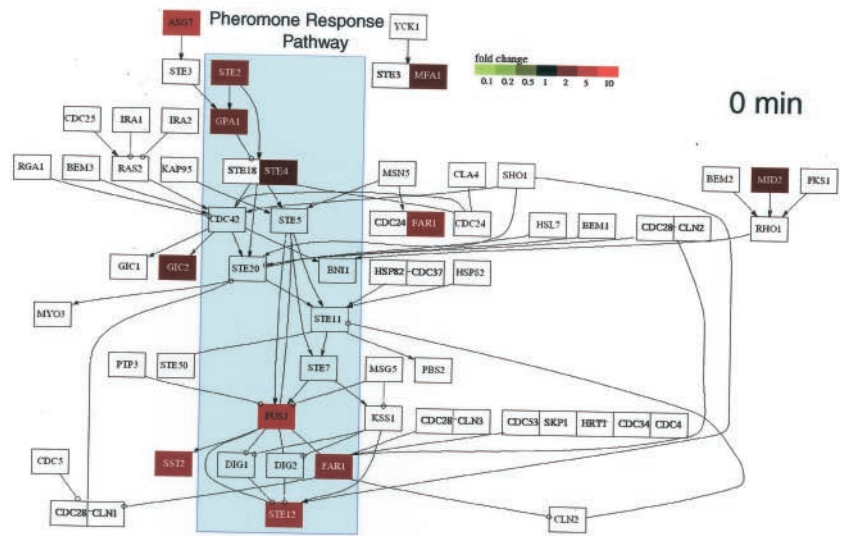 Pheromone Response
Pathway
ASG7
YCK1
STE3
STE2
STE3 MFA1
fold change
0.1 0.2 0.5 1 2 5 10
0 min
CDC25 IRA1 IRA2
GPA1
RGA1 BEM3 RAS2 KAP95
STE18 STE4
MSN5 CLA4 SHO1
BEM2 MID2 FKS1
CDC42 STE5
CDC24 FAR1 CDC24
HSL7 BEM1 CDC28 CLN2
RHO1
GIC1 GIC2 STE20 BNI1
HSP82 CDC37 HSP82
MYO3
STE11
PTP3 STE50 STE7 MSG5 PBS2
FUS3 KSS1
CDC28 CLN3
CDC53 SKP1 HRT1 CDC34 CDC4
CDC5 SST2 DIG1 DIG2 FAR1
CDC28 CLN1
STE12
CLN2